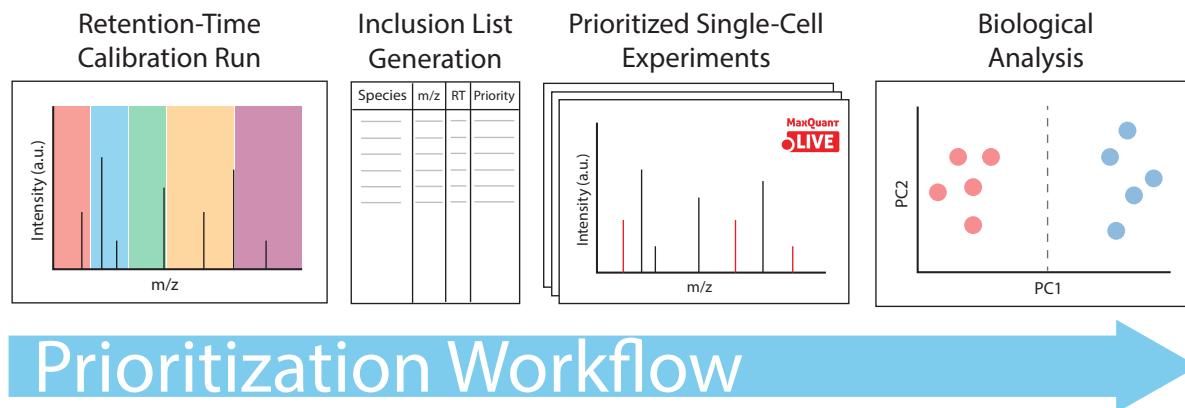 Retention-Time
Calibration Run
Inclusion List
Generation
Prioritized Single-Cell
Experiments
Biological
Analysis
Intensity (a.u.)
m/z
Species m/z RT Priority
MaxQuant
LIVE
Intensity (a.u.)
m/z
PC2
PC1
Prioritization Workflow